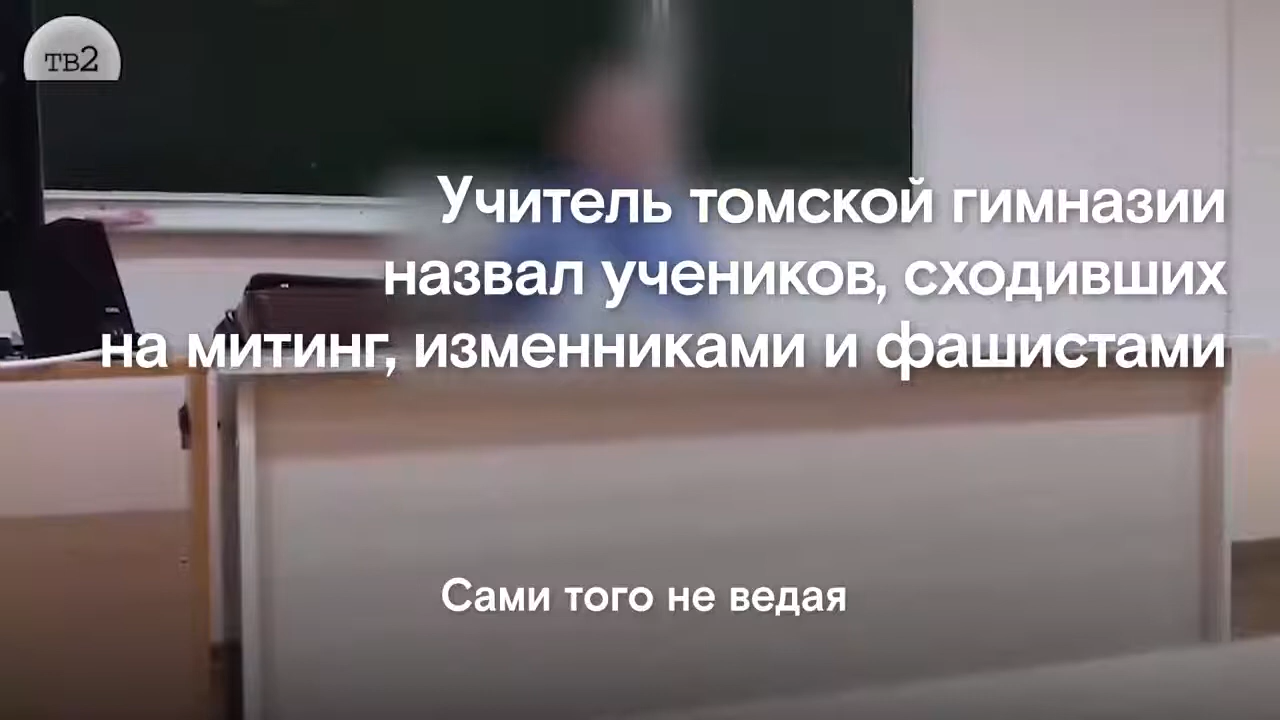 тв2
Учитель томской гимназии
назвал учеников, сходивших
на митинг, изменниками и фашистами
Сами того не ведая